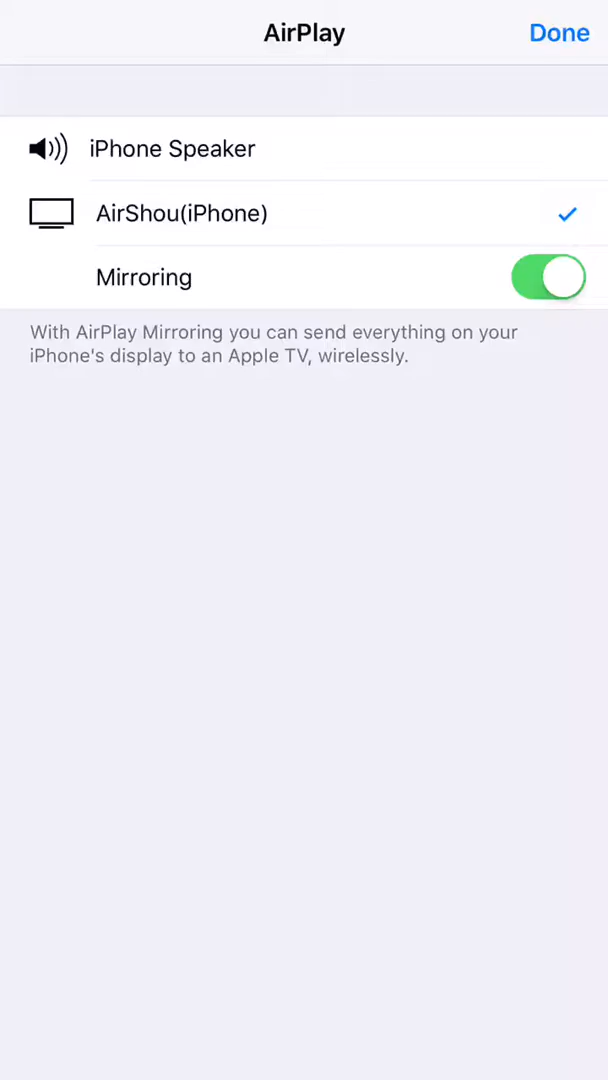 AirPlay
Done
iPhone Speaker
AirShou(iPhone)
Mirroring
With AirPlay Mirroring you can send everything on your
iPhone's display to an Apple TV, wirelessly.